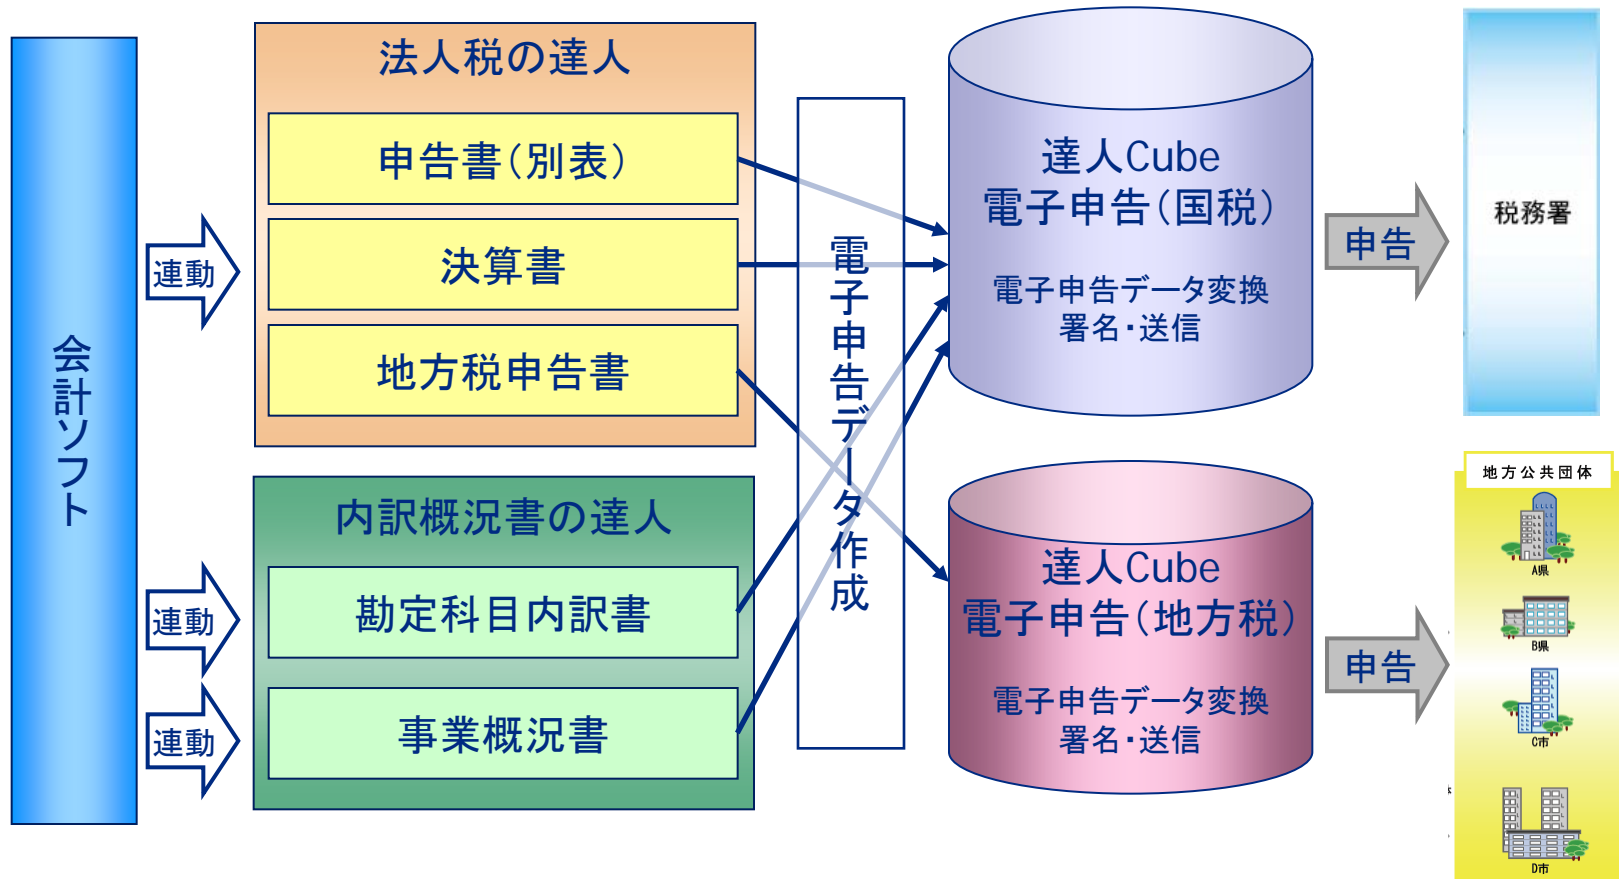 会計ソフト
連動
連動
連動
法人税の達人
申告書（別表）
決算書
地方税申告書
内訳概況書の達人
勘定科目内訳書
事業概況書
電子申告データ作成
達人Cube
電子申告（国税）
電子申告データ変換
署名・送信
達人Cube
電子申告（地方税）
電子申告データ変換
署名・送信
申告
申告
税務署
地方公共団体
A県
B県
C市
D市